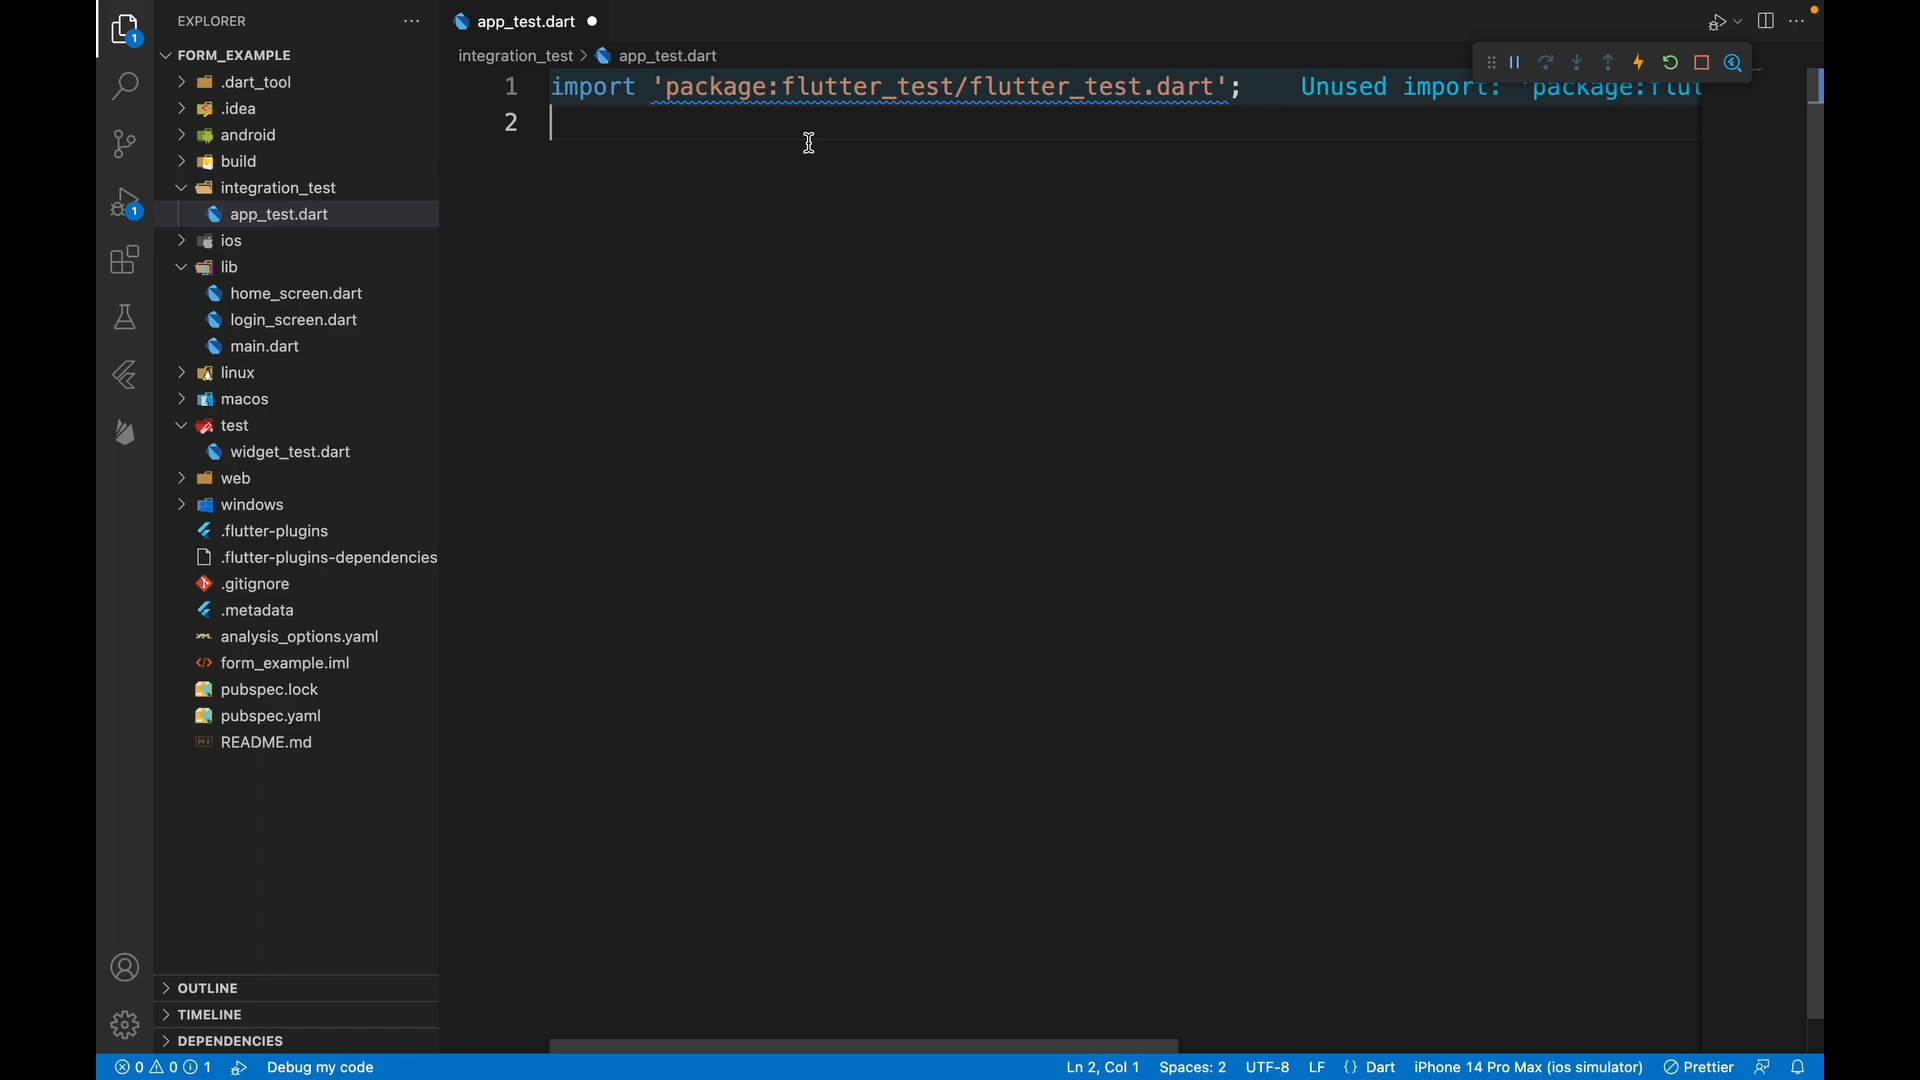 EXPLORER
FORM_EXAMPLE
.dart_tool
.idea
android
build
integration_test
app_test.dart
ios
lib
home_screen.dart
login_screen.dart
main.dart
linux
macos
test
widget_test.dart
web
windows
.flutter-plugins
.flutter-plugins-dependencies
.gitignore
.metadata
analysis_options.yaml
form_example.iml
pubspec.lock
pubspec.yaml
README.md
OUTLINE
TIMELINE
DEPENDENCIES
1
1
app_test.dart
integration_test > app_test.dart
1 import 'package:flutter_test/flutter_test.dart'; Unused import: 'package:flut
2
0 0 1 Debug my code Ln 2, Col 1 Spaces: 2 UTF-8 LF {} Dart iPhone 14 Pro Max (ios simulator) Prettier